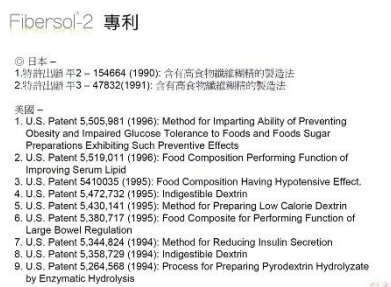 Fibersol®-2 專利
◎ 日本 –
1.特許出願 平2 – 154664 (1990): 含有高食物纖維糊精的製造法
2.特許出願 平3 – 47832(1991): 含有高食物纖維糊精的製造法
美國 –
1. U.S. Patent 5,505,981 (1996): Method for Imparting Ability of Preventing
Obesity and Impaired Glucose Tolerance to Foods and Foods Sugar
Preparations Exhibiting Such Preventive Effects
2. U.S. Patent 5,519,011 (1996): Food Composition Performing Function of
Improving Serum Lipid
3. U.S. Patent 5410035 (1995): Food Composition Having Hypotensive Effect.
4. U.S. Patent 5,472,732 (1995): Indigestible Dextrin
5. U.S. Patent 5,430,141 (1995): Method for Preparing Low Calorie Dextrin
6. U.S. Patent 5,380,717 (1995): Food Composite for Performing Function of
Large Bowel Regulation
7. U.S. Patent 5,344,824 (1994): Method for Reducing Insulin Secretion
8. U.S. Patent 5,358,729 (1994): Indigestible Dextrin
9. U.S. Patent 5,264,568 (1994): Process for Preparing Pyrodextrin Hydrolyzate
by Enzymatic Hydrolysis